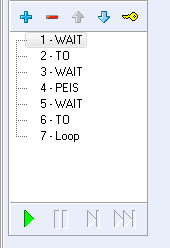 1 - WAIT
2 - TO
3 - WAIT
4 - PEIS
5 - WAIT
6 - TO
7 - Loop